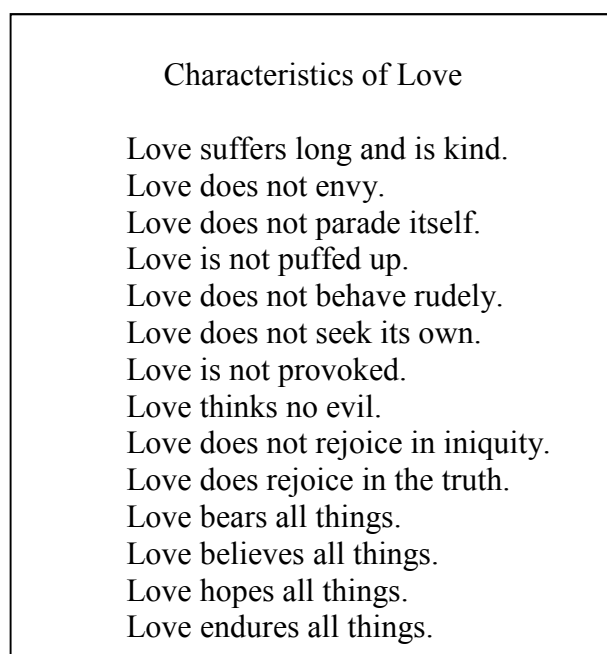 Characteristics of Love
Love suffers long and is kind.
Love does not envy.
Love does not parade itself.
Love is not puffed up.
Love does not behave rudely.
Love does not seek its own.
Love is not provoked.
Love thinks no evil.
Love does not rejoice in iniquity.
Love does rejoice in the truth.
Love bears all things.
Love believes all things.
Love hopes all things.
Love endures all things.